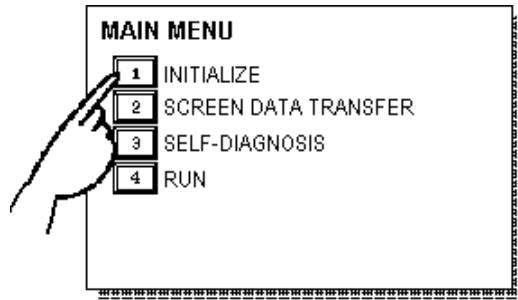 MAIN MENU
1 INITIALIZE
2 SCREEN DATA TRANSFER
3 SELF-DIAGNOSIS
4 RUN